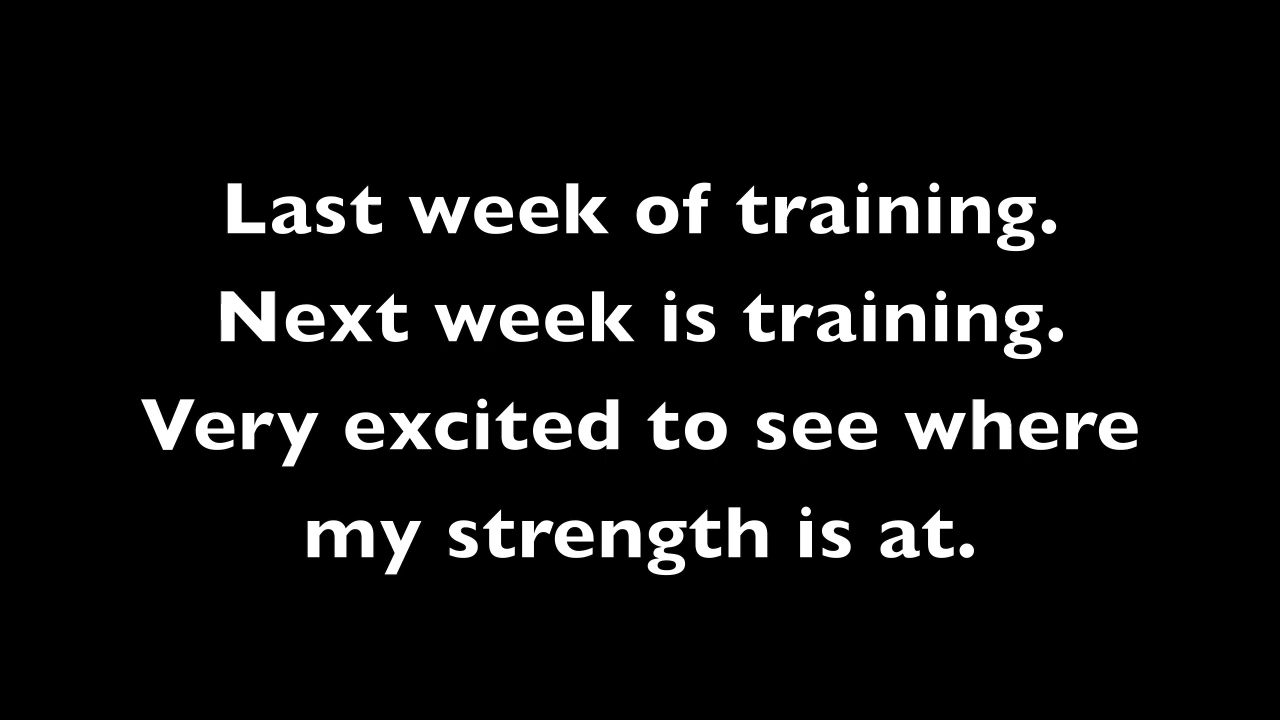 Last week of training.
Next week is training.
Very excited to see where
my strength is at.